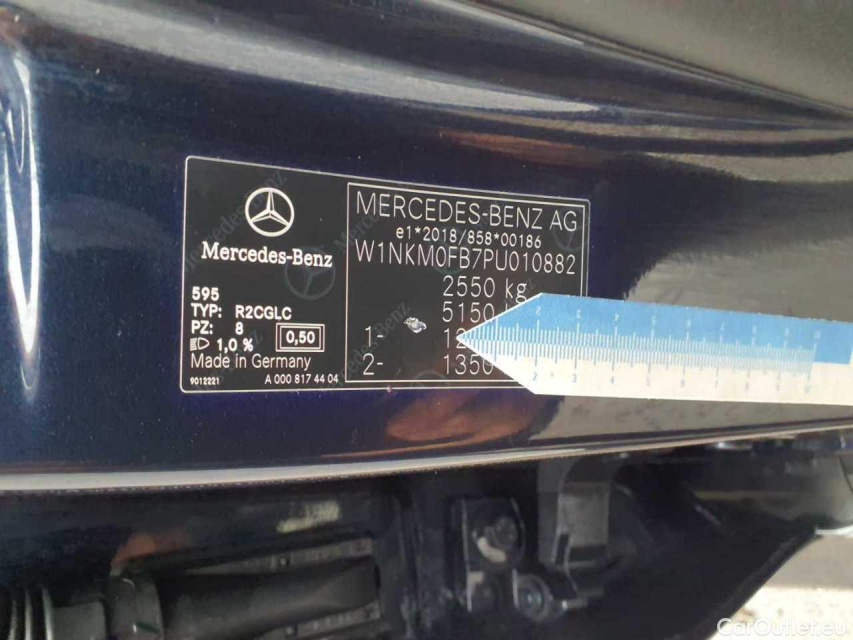 Mercedes-Benz
595
TYP: R2CGLC
PZ: 8
1,0 % 0,50
Made in Germany
9012221 A 000 817 44 04
MERCEDES-BENZ AG
e1*2018/858*00186
W1NKM0FB7PU010882
2550 kg
5150
1-
2- 1350
CarOutlet.eu